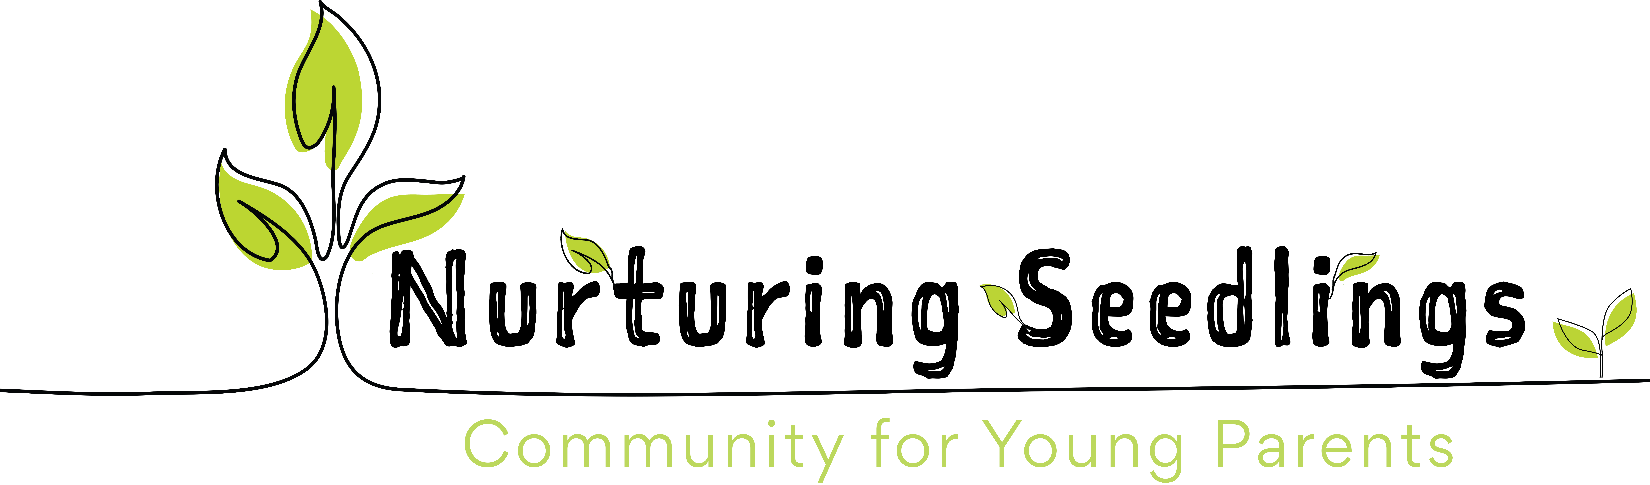 Nurturing Seedlings
Community for Young Parents